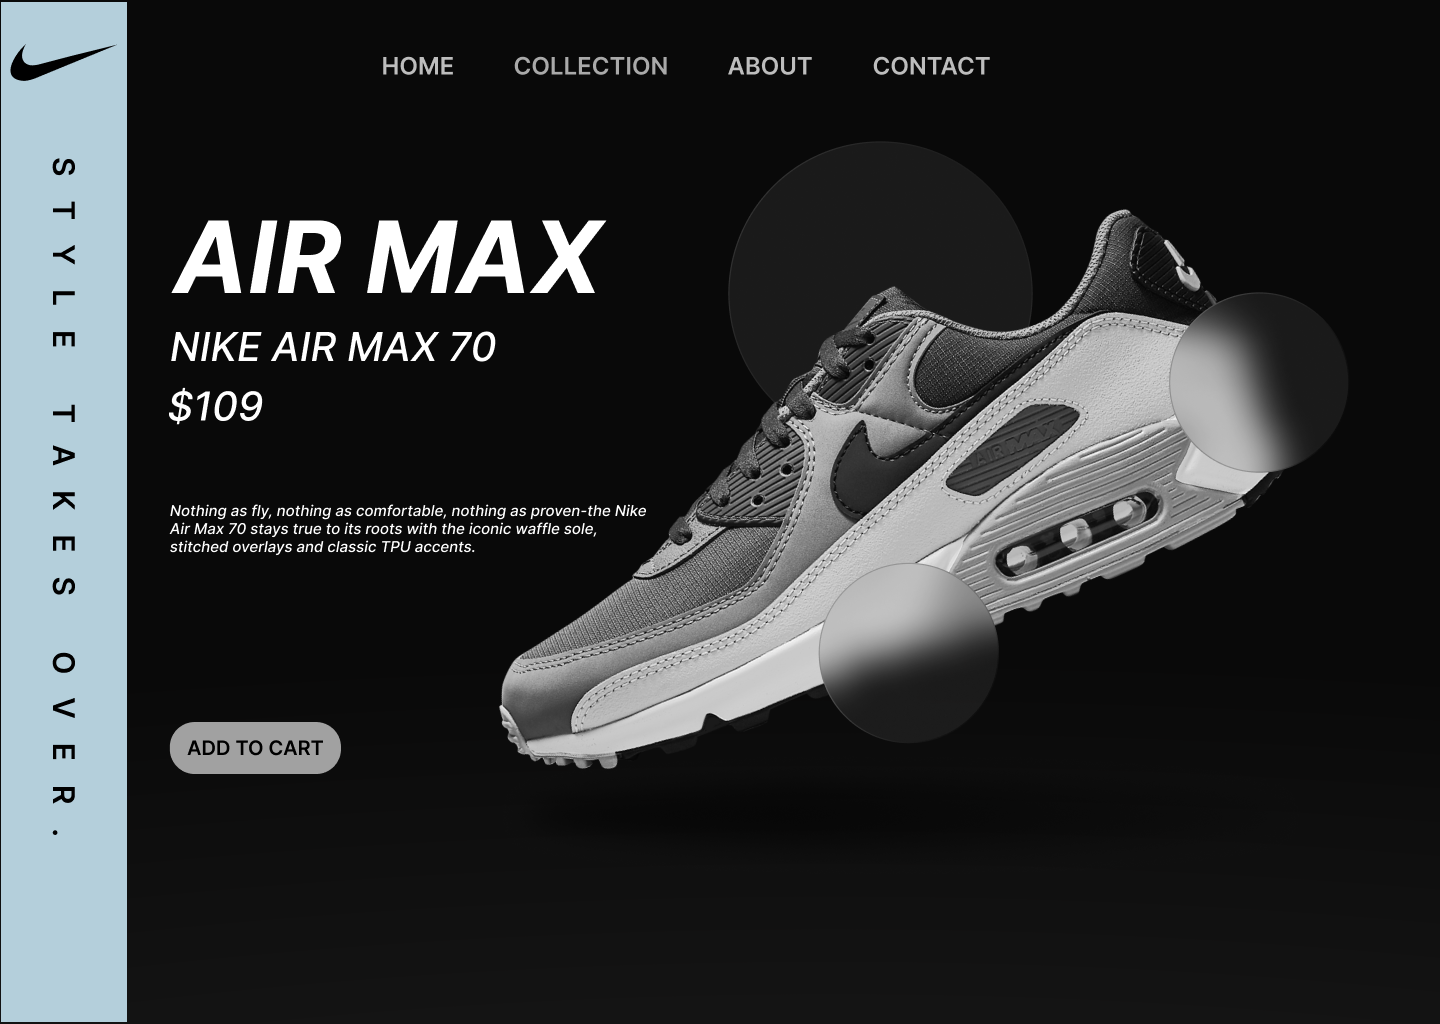 HOME COLLECTION ABOUT CONTACT
STYLE TAKES OVER.
AIR MAX
NIKE AIR MAX 70
$109
Nothing as fly, nothing as comfortable, nothing as proven-the Nike
Air Max 70 stays true to its roots with the iconic waffle sole,
stitched overlays and classic TPU accents.
ADD TO CART
AIR MAX